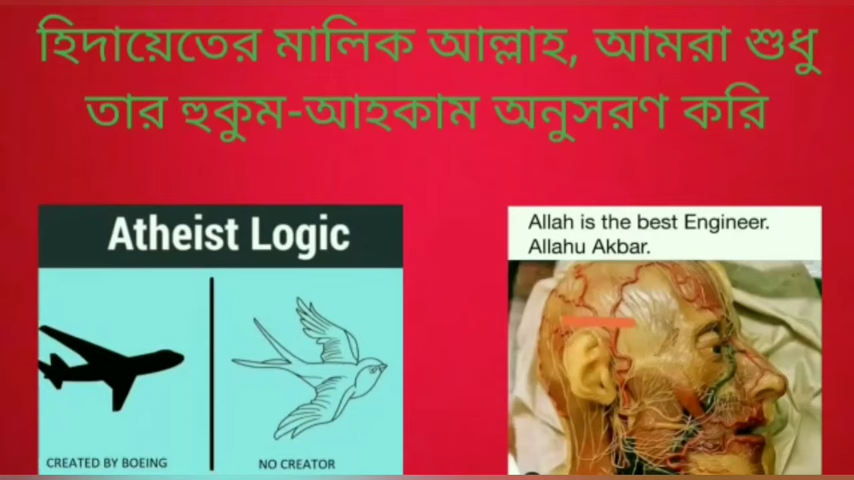 হিদায়েতের মালিক আল্লাহ, আমরা শুধু
তার হুকুম-আহকাম অনুসরণ করি
Atheist Logic
CREATED BY BOEING
NO CREATOR
Allah is the best Engineer.
Allahu Akbar.